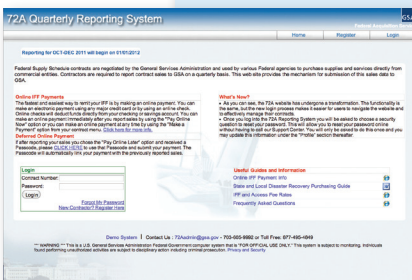 72A Quarterly Reporting System
GSA
Home Register Login
Reporting for OCT-DEC 2011 will begin on 01/01/2012
Federal Supply Schedule contracts are negotiated by the General Services Administration and used by various Federal agencies to purchase supplies and services directly from
commercial entities. Contractors are required to report contract sales to GSA on a quarterly basis. This web site provides the mechanism for submission of this sales data to
GSA.
Online IFF Payments
The fastest and easiest way to remit your IFF is by making an online payment. You can
make an electronic payment using any major credit card or by using an online check.
Online checks will deduct funds directly from your checking or savings account. You can
make an online payment immediately after you report sales by using the "Pay Online
Now" option or you can make an online payment at any time by using the "Make a
Payment" option from your contract menu. Click here for more info.
Deferred Online Payment
If after reporting your sales you chose the "Pay Online Later" option and received a
Passcode, please CLICK HERE to use that Passcode and submit your payment. The
Passcode will automatically link your payment with the previously reported sales.
What's New?
• As you can see, the 72A website has undergone a transformation. The functionality is
the same, but the new login process makes it easier for users to navigate the website and
to effectively manage their contracts.
• Once you log into the 72A Reporting System you will be asked to choose a security
question to reset your password. This will allow you to reset your password online
without having to call our Support Center. You will only be asked to do this once and you
may update this information under the "Profile" section thereafter.
Login
Contract Number:
Password:
Login
Forgot My Password
New Contractor? Register Here
Useful Guides and Information
Online IFF Payment Info
State and Local Disaster Recovery Purchasing Guide
IFF and Access Fee Rates
Frequently Asked Questions
Demo System | Contact Us : 72Aadmin@gsa.gov - 703-605-9992 or Toll Free: 877-495-4849
*** WARNING *** This is a U.S. General Services Administration Federal Government computer system that is "FOR OFFICIAL USE ONLY." This system is subject to monitoring. Individuals
found performing unauthorized activities are subject to disciplinary action including criminal prosecution. Privacy and Security